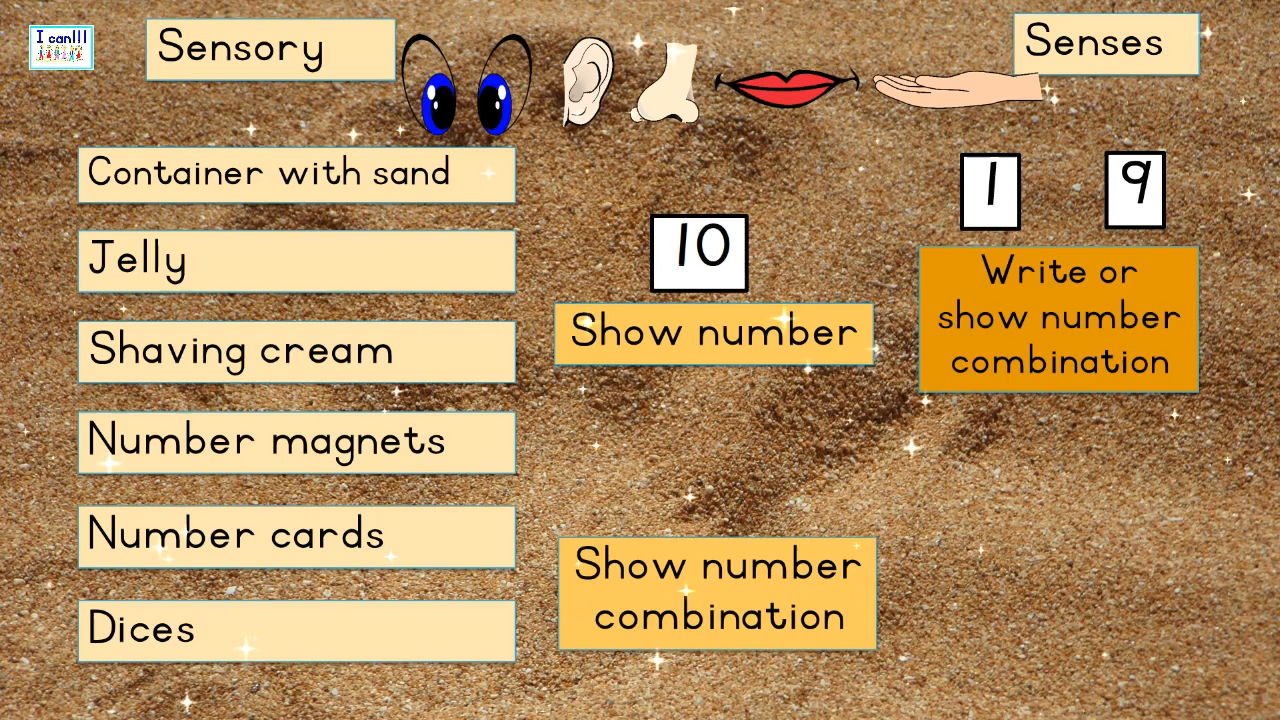 I can!!!
Sensory
Senses
Container with sand
Jelly
Shaving cream
Number magnets
Number cards
Dices
10
Show number
Show number
combination
1 9
Write or
show number
combination